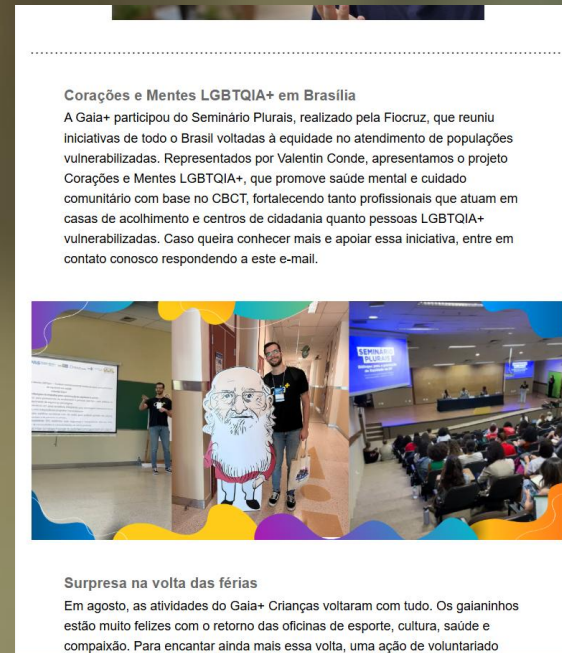 Corações e Mentes LGBTQIA+ em Brasília
A Gaia+ participou do Seminário Plurais, realizado pela Fiocruz, que reuniu
iniciativas de todo o Brasil voltadas à equidade no atendimento de populações
vulnerabilizadas. Representados por Valentin Conde, apresentamos o projeto
Corações e Mentes LGBTQIA+, que promove saúde mental e cuidado
comunitário com base no CBCT, fortalecendo tanto profissionais que atuam em
casas de acolhimento e centros de cidadania quanto pessoas LGBTQIA+
vulnerabilizadas. Caso queira conhecer mais e apoiar essa iniciativa, entre em
contato conosco respondendo a este e-mail.
SEMINÁRIO
PLURAIS
Surpresa na volta das férias
Em agosto, as atividades do Gaia+ Crianças voltaram com tudo. Os gaianinhos
estão muito felizes com o retorno das oficinas de esporte, cultura, saúde e
compaixão. Para encantar ainda mais essa volta, uma ação de voluntariado